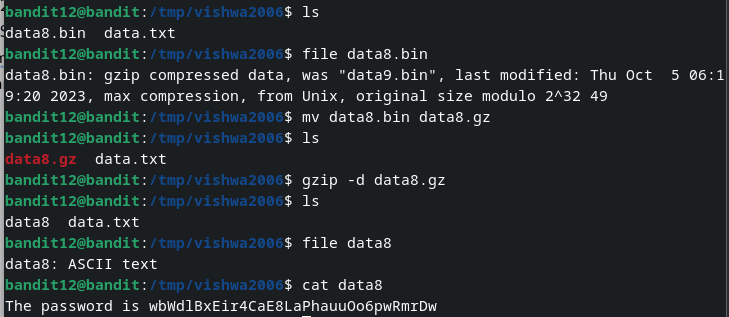 bandit12@bandit:/tmp/vishwa2006$ ls
data8.bin  data.txt
bandit12@bandit:/tmp/vishwa2006$ file data8.bin
data8.bin: gzip compressed data, was "data9.bin", last modified: Thu Oct  5 06:1
9:20 2023, max compression, from Unix, original size modulo 2^32 49
bandit12@bandit:/tmp/vishwa2006$ mv data8.bin data8.gz
bandit12@bandit:/tmp/vishwa2006$ ls
data8.gz  data.txt
bandit12@bandit:/tmp/vishwa2006$ gzip -d data8.gz
bandit12@bandit:/tmp/vishwa2006$ ls
data8  data.txt
bandit12@bandit:/tmp/vishwa2006$ file data8
data8: ASCII text
bandit12@bandit:/tmp/vishwa2006$ cat data8
The password is wbWdlBxEir4CaE8LaPhauuOo6pwRmrDw